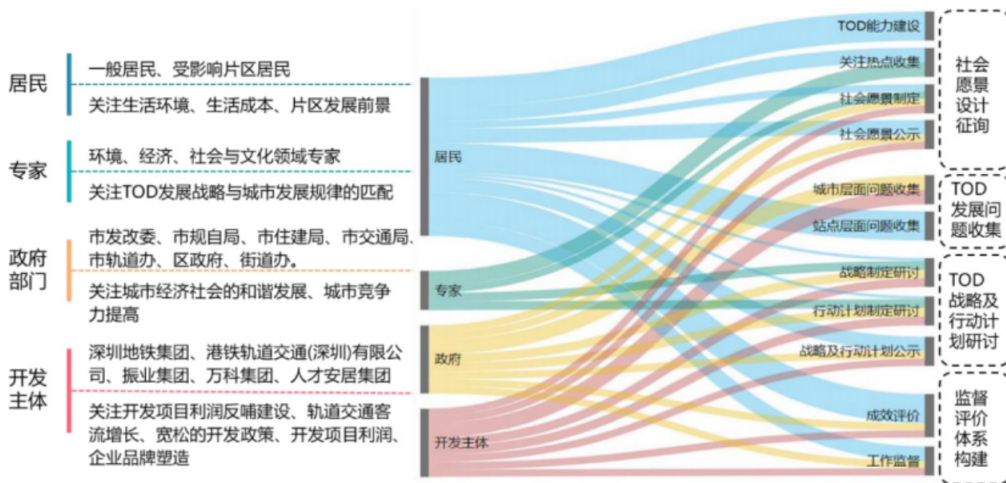 居民
一般居民、受影响片区居民
关注生活环境、生活成本、片区发展前景
专家
环境、经济、社会与文化领域专家
关注TOD发展战略与城市发展规律的匹配
政府
部门
市发改委、市规自局、市住建局、市交通局、
市轨道办、区政府、街道办。
关注城市经济社会的和谐发展、城市竞争
力提高
开发
主体
深圳地铁集团、港铁轨道交通(深圳)有限公
司、振业集团、万科集团、人才安居集团
关注开发项目利润反哺建设、轨道交通客
流增长、宽松的开发政策、开发项目利润、
企业品牌塑造
居民
专家
政府
开发主体
TOD能力建设
关注热点收集
社会愿景制定
社会愿景公示
城市层面问题收集
站点层面问题收集
战略制定研讨
行动计划制定研讨
战略及行动计划公示
成效评价
工作监督
社会
愿景
设计
征询
TOD
发展问
题收集
TOD
战略及
行动计
划研讨
监督
评价
体系
构建